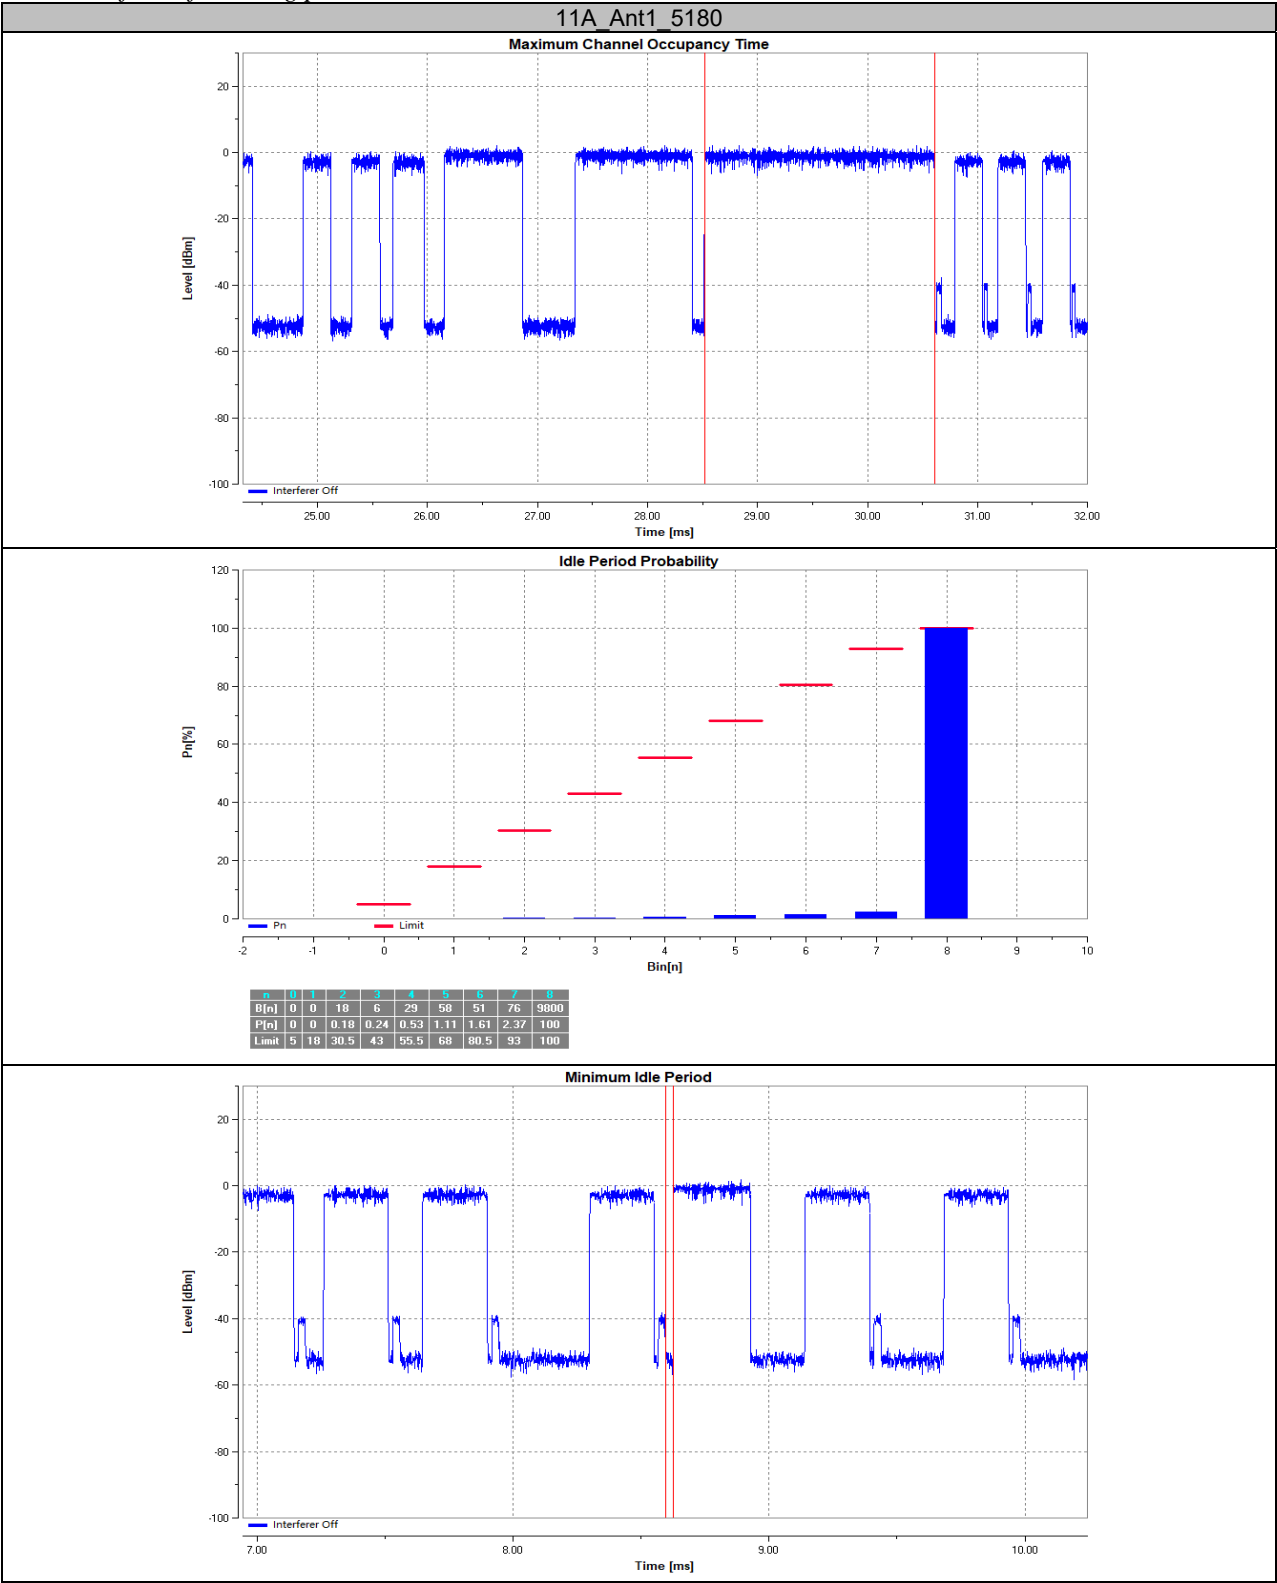 11A_Ant1_5180
Maximum Channel Occupancy Time
20
0
-20
-40
-60
-80
-100
Level [dBm]
Interferer Off
25.00 26.00 27.00 28.00 29.00 30.00 31.00 32.00
Time [ms]
Idle Period Probability
120
100
80
60
40
20
0
Pn[%]
Pn Limit
-2 -1 0 1 2 3 4 5 6 7 8 9 10
Bin[n]
n 0 1 2 3 4 5 6 7 8
B[n] 0 0 18 6 29 58 51 76 9800
P[n] 0 0 0.18 0.24 0.53 1.11 1.61 2.37 100
Limit 5 18 30.5 43 55.5 68 80.5 93 100
Minimum Idle Period
20
0
-20
-40
-60
-80
-100
Level [dBm]
Interferer Off
7.00 8.00 9.00 10.00
Time [ms]